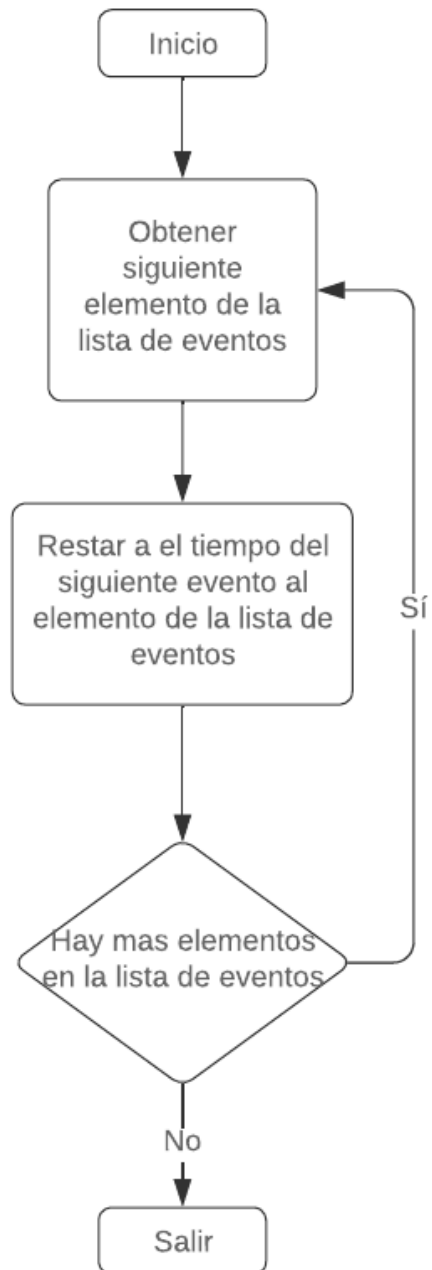 Inicio
Obtener
siguiente
elemento de la
lista de eventos
Restar a el tiempo del
siguiente evento al
elemento de la lista de
eventos
Sí
Hay mas elementos
en la lista de eventos
No
Salir